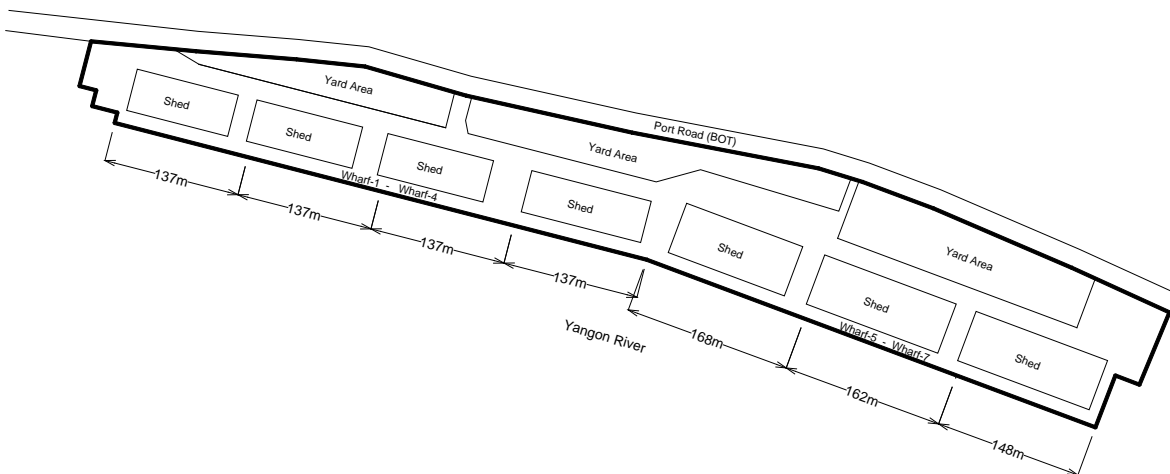 Yard Area
Shed
Shed
Shed
Port Road (BOT)
Yard Area
Shed
Shed
Yard Area
Shed
Shed
Wharf-1 - Wharf-4
Wharf-5 - Wharf-7
137m
137m
137m
137m
168m
162m
148m
Yangon River